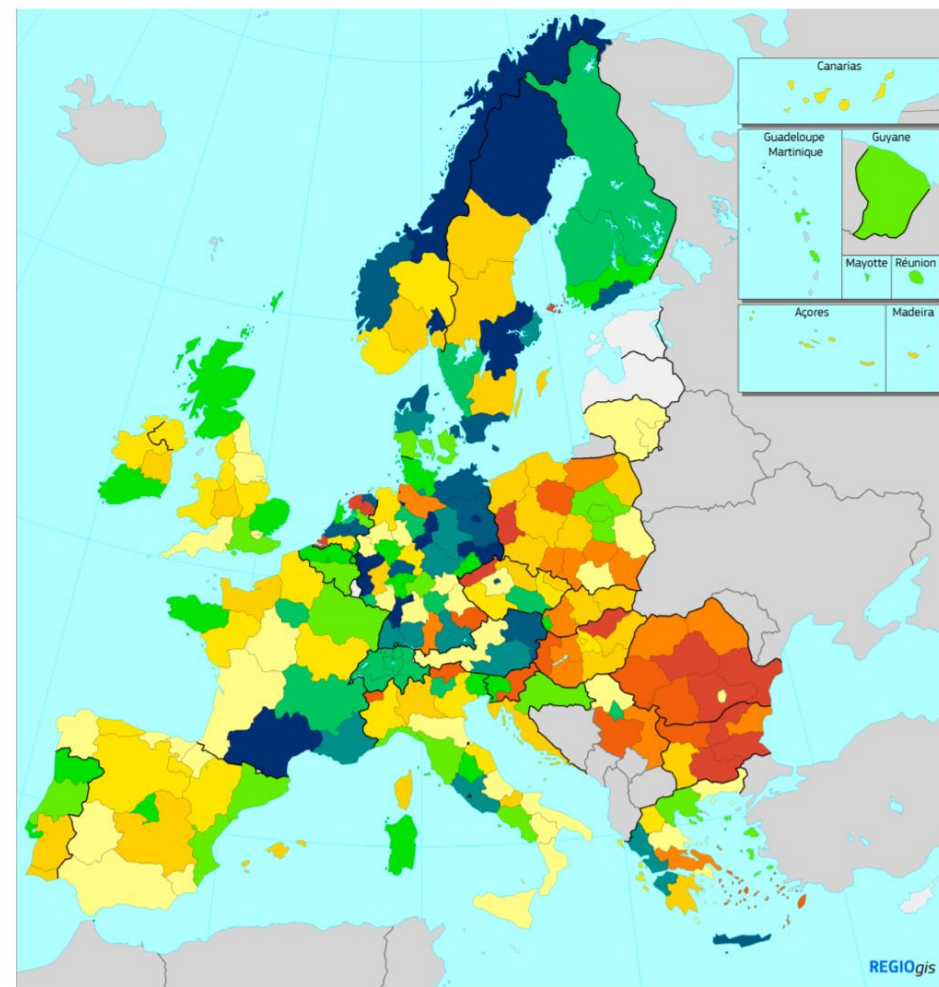 Canarias
Guadeloupe
Martinique
Guyane
Mayotte
Réunion
Açores
Madeira
REGIOgis